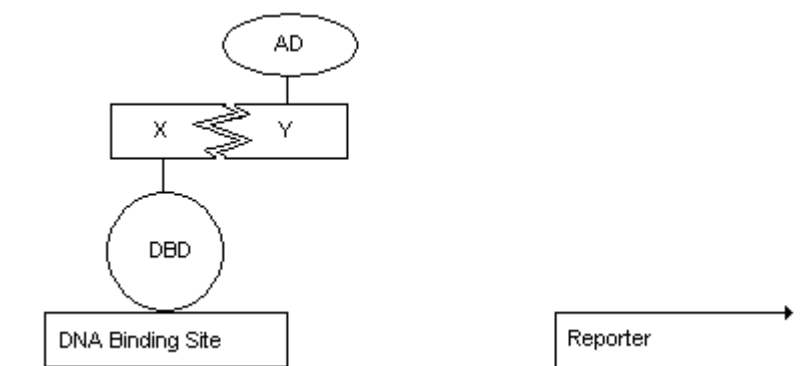 AD
X
Y
DBD
DNA Binding Site
Reporter